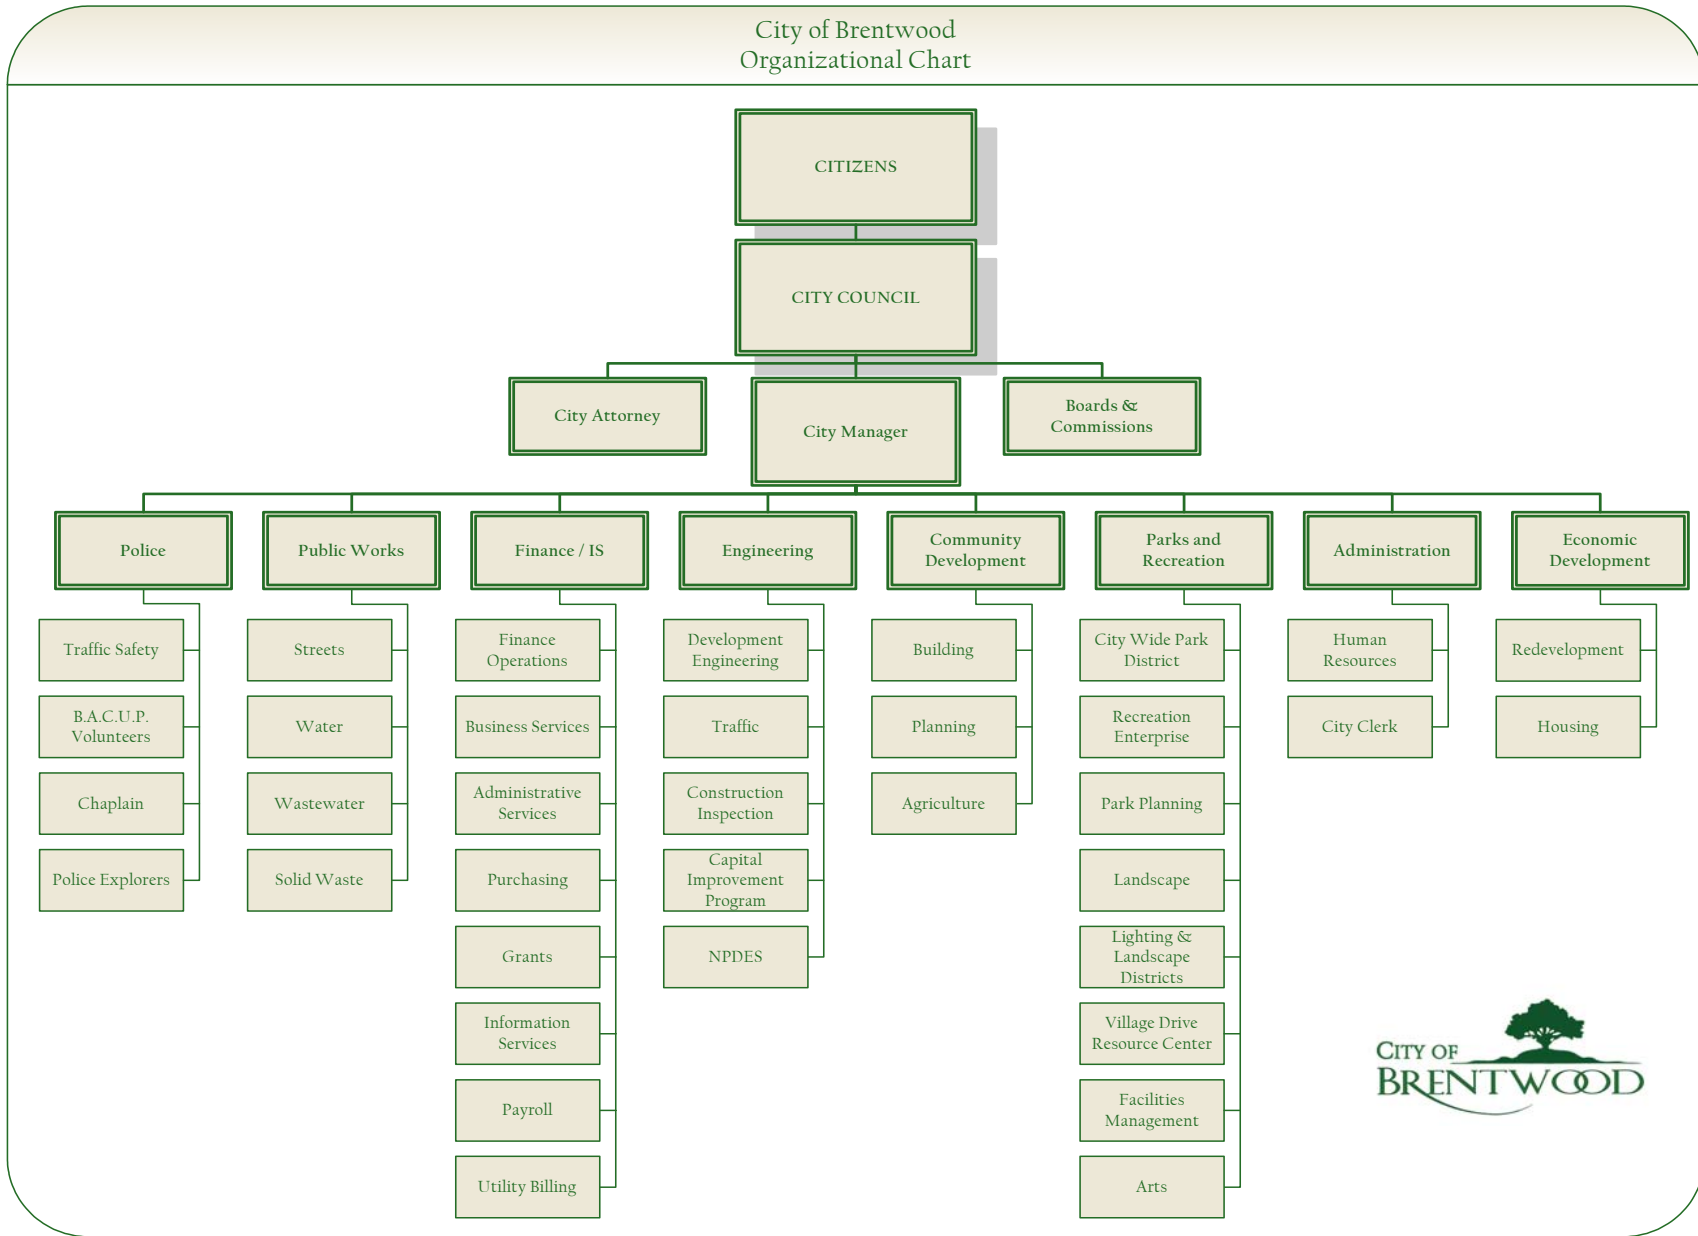 City of Brentwood
Organizational Chart
CITIZENS
CITY COUNCIL
City Attorney
City Manager
Boards &
Commissions
Police
Public Works
Finance / IS
Engineering
Community
Development
Parks and
Recreation
Administration
Economic
Development
Traffic Safety
B.A.C.U.P.
Volunteers
Chaplain
Police Explorers
Streets
Water
Wastewater
Solid Waste
Finance
Operations
Business Services
Administrative
Services
Purchasing
Grants
Information
Services
Payroll
Utility Billing
Development
Engineering
Traffic
Construction
Inspection
Capital
Improvement
Program
NPDES
Building
Planning
Agriculture
City Wide Park
District
Recreation
Enterprise
Park Planning
Landscape
Lighting &
Landscape
Districts
Village Drive
Resource Center
Facilities
Management
Arts
Human
Resources
City Clerk
Redevelopment
Housing
CITY OF
BRENTWOOD